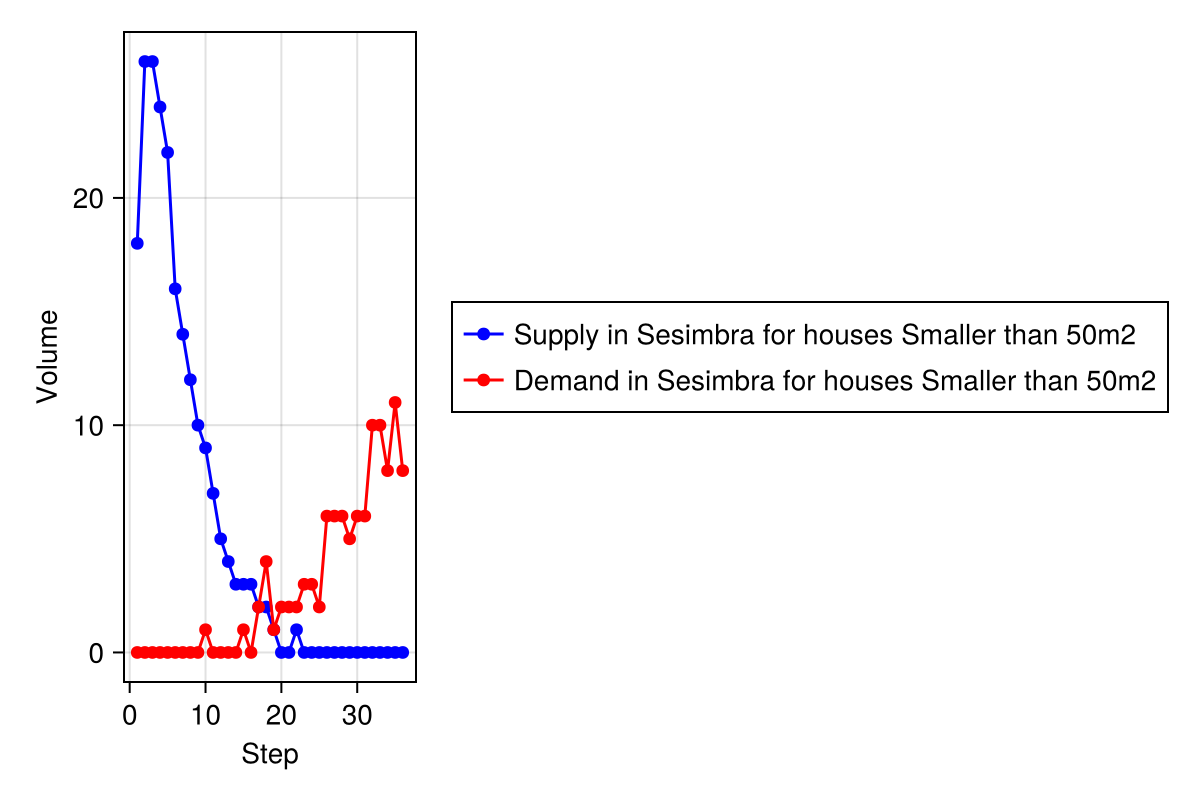 Volume
20
10
0
0 10 20 30
Step
Supply in Sesimbra for houses Smaller than 50m2
Demand in Sesimbra for houses Smaller than 50m2